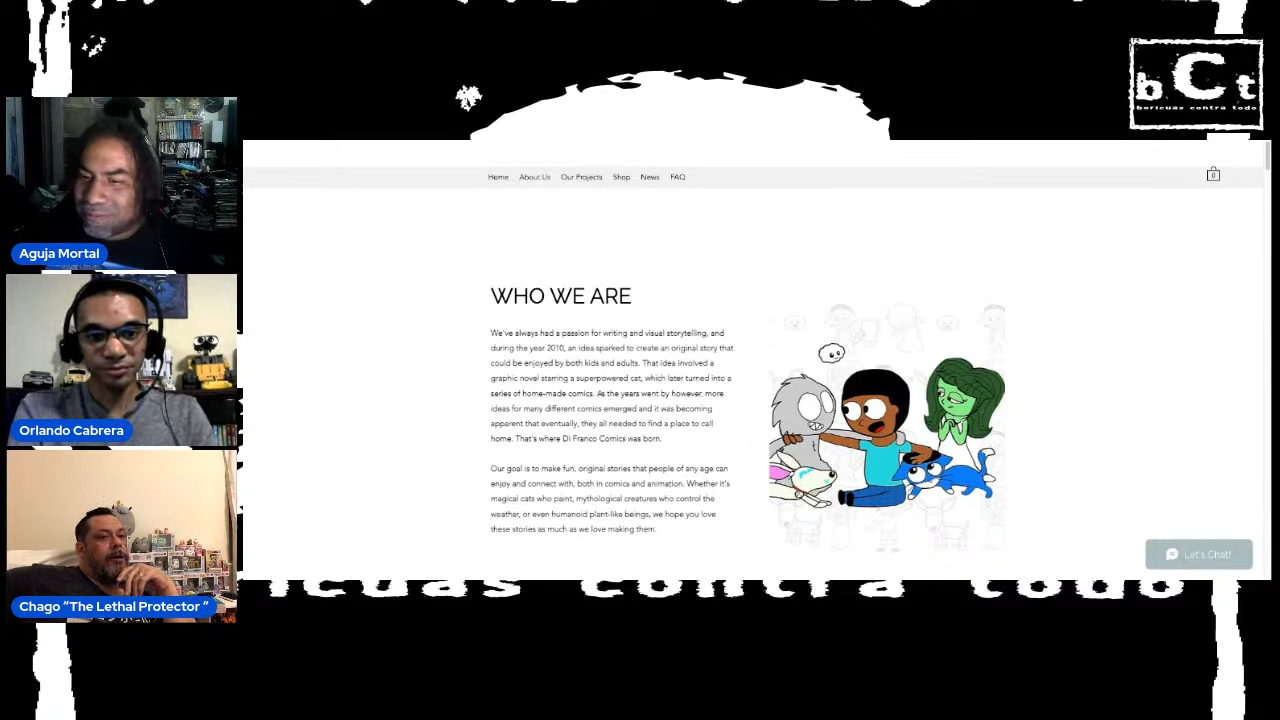 bCt
boricuas contra todo
Home About Us Our Projects Shop News FAQ
0
Aguja Mortal
WHO WE ARE
We've always had a passion for writing and visual storytelling, and
during the year 2010, an idea sparked to create an original story that
could be enjoyed by both kids and adults. That idea involved a
graphic novel starring a superpowered cat, which later turned into a
series of home-made comics. As the years went by however, more
ideas for many different comics emerged and it was becoming
apparent that eventually, they all needed to find a place to call
home. That's where Di Franco Comics was born.
Our goal is to make fun, original stories that people of any age can
enjoy and connect with, both in comics and animation. Whether it's
magical cats who paint, mythological creatures who control the
weather, or even humanoid plant-like beings, we hope you love
these stories as much as we love making them.
Orlando Cabrera
Let's Chat!
icuas contra todo
Chago "The Lethal Protector "